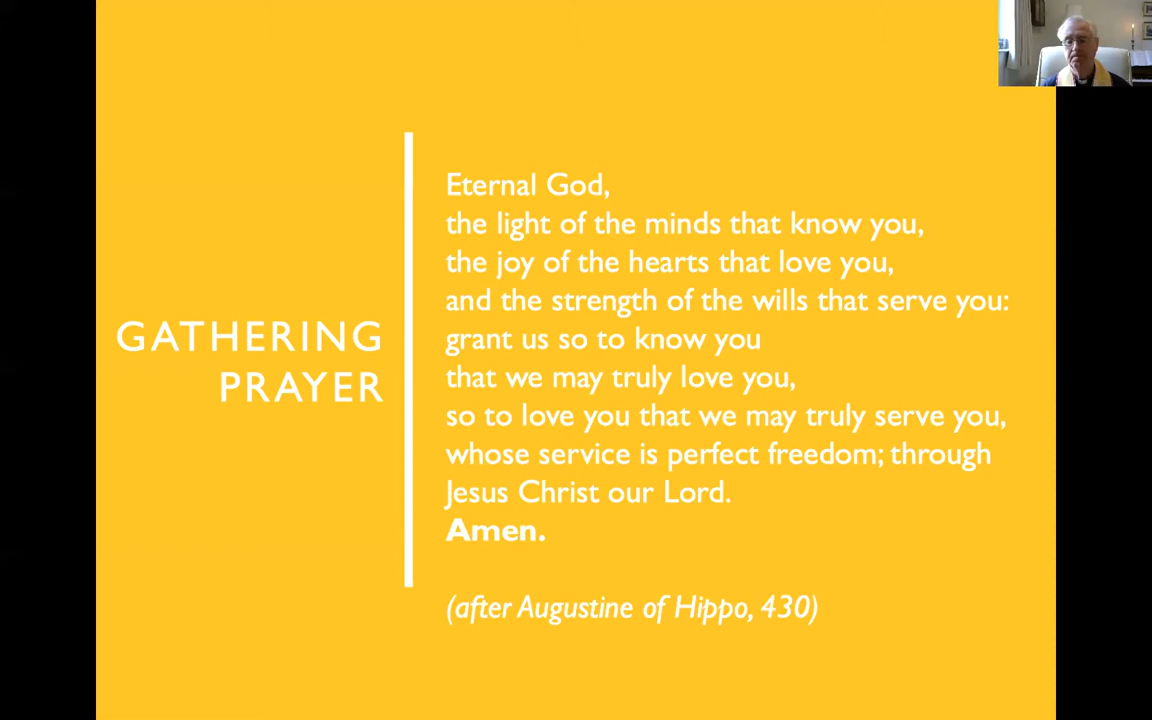 GATHERING
PRAYER
Eternal God,
the light of the minds that know you,
the joy of the hearts that love you,
and the strength of the wills that serve you:
grant us so to know you
that we may truly love you,
so to love you that we may truly serve you,
whose service is perfect freedom; through
Jesus Christ our Lord.
Amen.
(after Augustine of Hippo, 430)